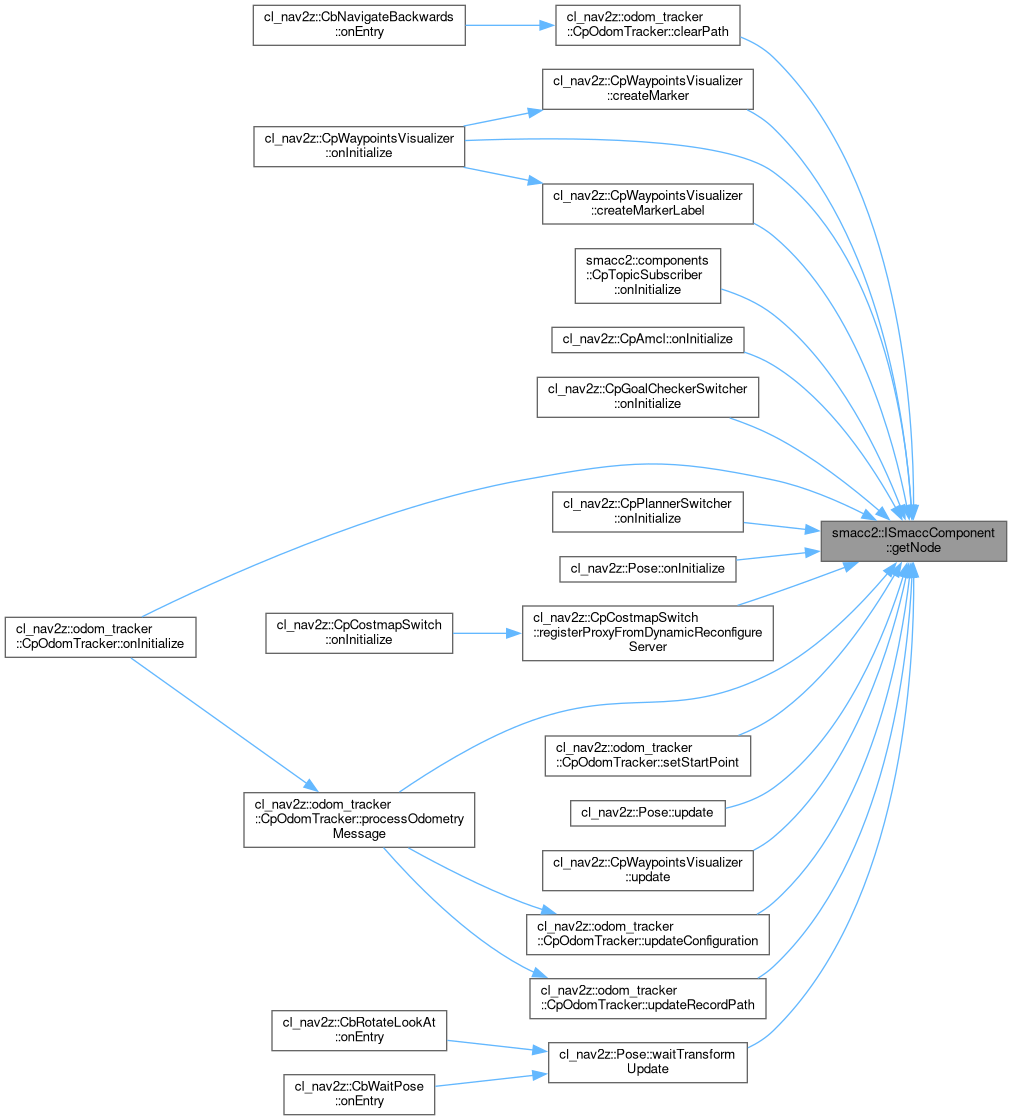 cl_nav2z::CbNavigateBackwards
::onEntry
cl_nav2z::odom_tracker
::CpOdomTracker::clearPath
cl_nav2z::CpWaypointsVisualizer
::createMarker
cl_nav2z::CpWaypointsVisualizer
::onInitialize
cl_nav2z::CpWaypointsVisualizer
::createMarkerLabel
smacc2::components
::CpTopicSubscriber
::onInitialize
cl_nav2z::CpAmcl::onInitialize
cl_nav2z::CpGoalCheckerSwitcher
::onInitialize
cl_nav2z::CpPlannerSwitcher
::onInitialize
smacc2::ISmaccComponent
::getNode
cl_nav2z::Pose::onInitialize
cl_nav2z::odom_tracker
::CpOdomTracker::onInitialize
cl_nav2z::CpCostmapSwitch
::onInitialize
cl_nav2z::CpCostmapSwitch
::registerProxyFromDynamicReconfigure
Server
cl_nav2z::odom_tracker
::CpOdomTracker::setStartPoint
cl_nav2z::Pose::update
cl_nav2z::odom_tracker
::CpOdomTracker::processOdometry
Message
cl_nav2z::CpWaypointsVisualizer
::update
cl_nav2z::odom_tracker
::CpOdomTracker::updateConfiguration
cl_nav2z::odom_tracker
::CpOdomTracker::updateRecordPath
cl_nav2z::CbRotateLookAt
::onEntry
cl_nav2z::Pose::waitTransform
Update
cl_nav2z::CbWaitPose
::onEntry